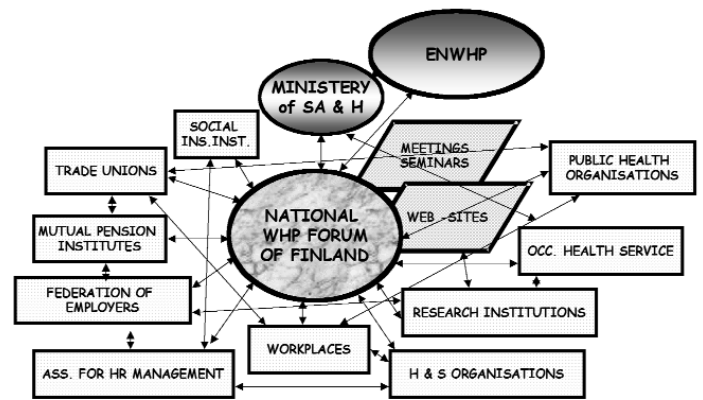 ENWHP
MINISTERY
of SA & H
SOCIAL
INS.INST.
MEETINGS
SEMINARS
TRADE UNIONS
PUBLIC HEALTH
ORGANISATIONS
NATIONAL
WHP FORUM
OF FINLAND
WEB -SITES
MUTUAL PENSION
INSTITUTES
OCC. HEALTH SERVICE
FEDERATION OF
EMPLOYERS
RESEARCH INSTITUTIONS
WORKPLACES
ASS. FOR HR MANAGEMENT
H & S ORGANISATIONS